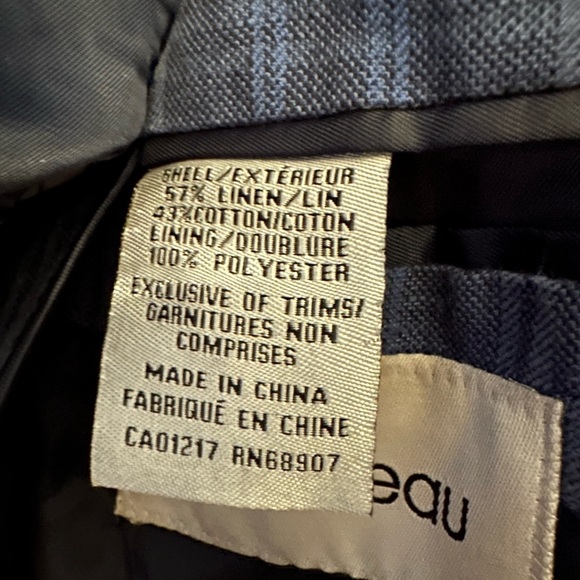 SHELL/EXTÉRIEUR
57% LINEN/LIN
43%COTTON/COTON
LINING/DOUBLURE
100% POLYESTER
EXCLUSIVE OF TRIMS/
GARNITURES NON
COMPRISES
MADE IN CHINA
FABRIQUÉ EN CHINE
CA01217 RN68907
eau